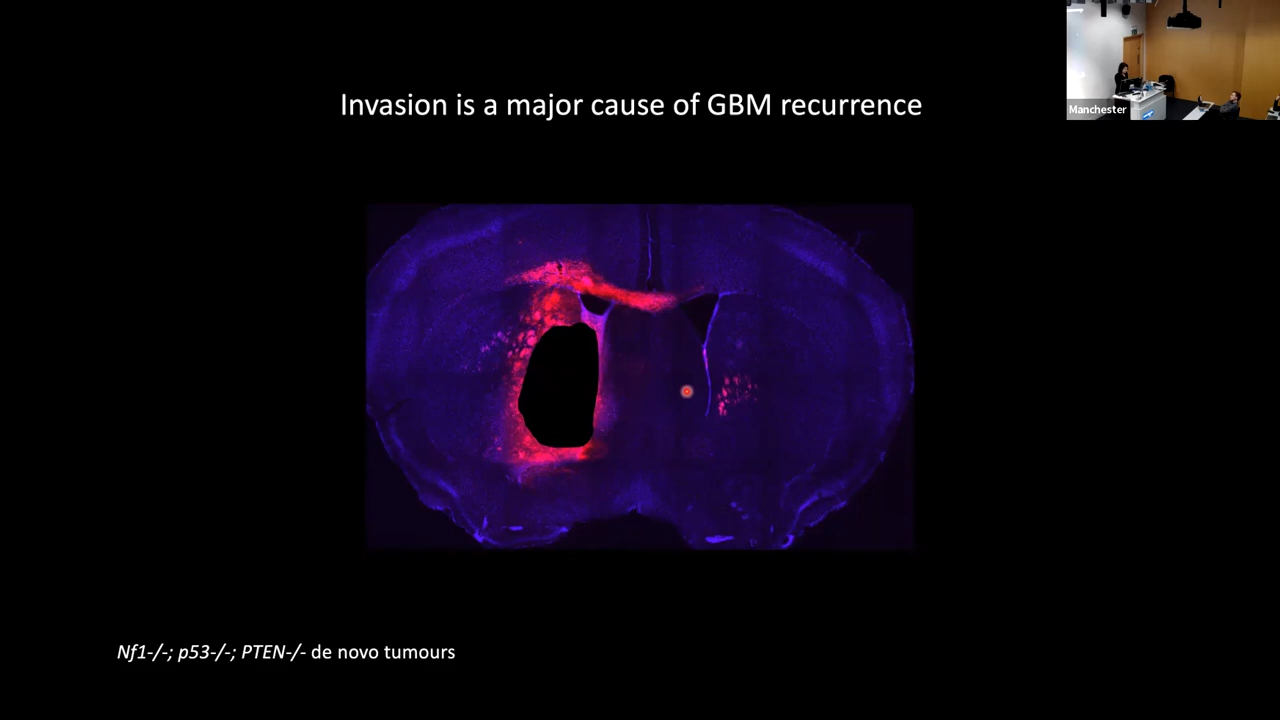 Invasion is a major cause of GBM recurrence
Manchester
Nf1-/-; p53-/-; PTEN-/- de novo tumours